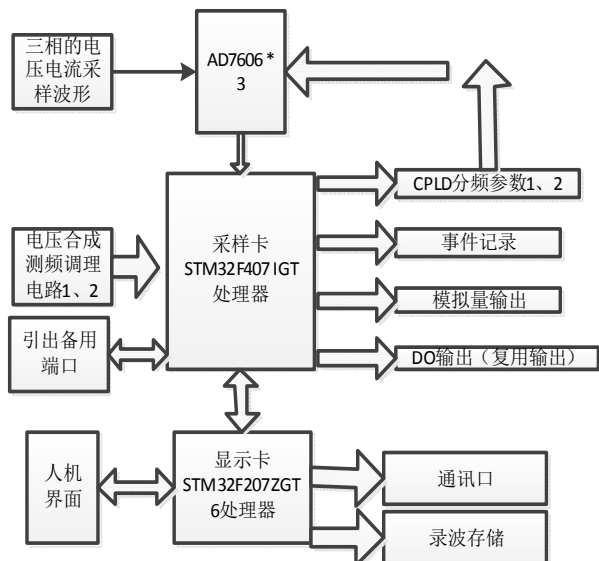 三相的电
压电流采
样波形
AD7606*
3
CPLD分频参数1、2
采样卡
STM32F407IGT
处理器
事件记录
电压合成
测频调理
电路1、2
模拟量输出
引出备用
端口
DO输出（复用输出）
人机
界面
显示卡
STM32F207ZGT
6处理器
通讯口
录波存储